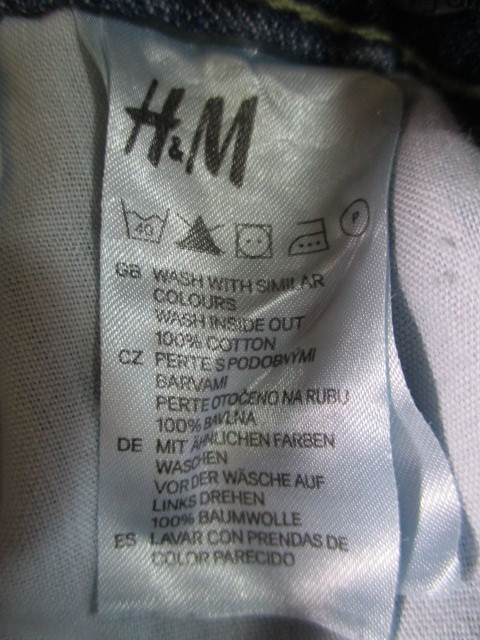 H&M
40 P
GB WASH WITH SIMILAR
COLOURS
WASH INSIDE OUT
100% COTTON
CZ PERTE S PODOBNÝMI
BARVAMI
PERTE OTOČENO NA RUBU
100% BAVLNA
DE MIT ÄHNLICHEN FARBEN
WASCHEN
VOR DER WÄSCHE AUF
LINKS DREHEN
100% BAUMWOLLE
ES LAVAR CON PRENDAS DE
COLOR PARECIDO